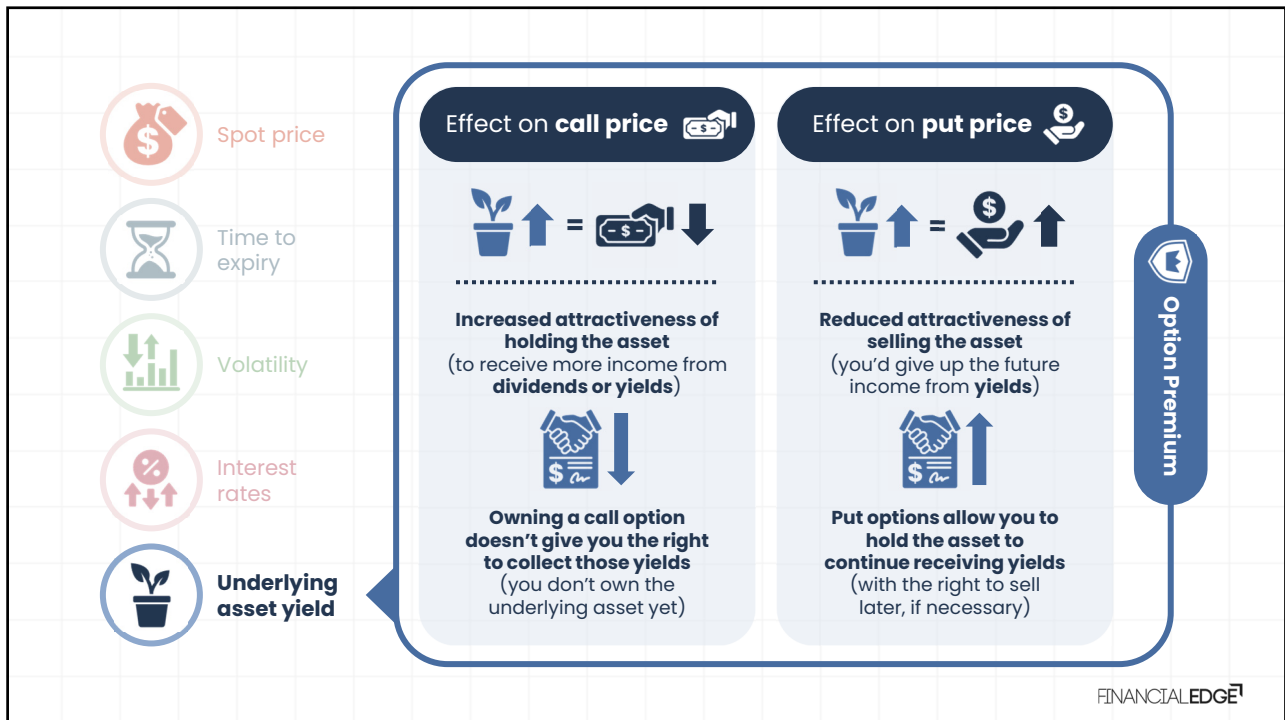 Spot price
Time to
expiry
Volatility
Interest
rates
Underlying
asset yield
Effect on call price
$
=
$
Increased attractiveness of
holding the asset
(to receive more income from
dividends or yields)
$
Owning a call option
doesn't give you the right
to collect those yields
(you don't own the
underlying asset yet)
Effect on put price
$
=
$
Reduced attractiveness of
selling the asset
(you'd give up the future
income from yields)
$
Put options allow you to
hold the asset to
continue receiving yields
(with the right to sell
later, if necessary)
Option Premium
$
%
FINANCIALEDGE